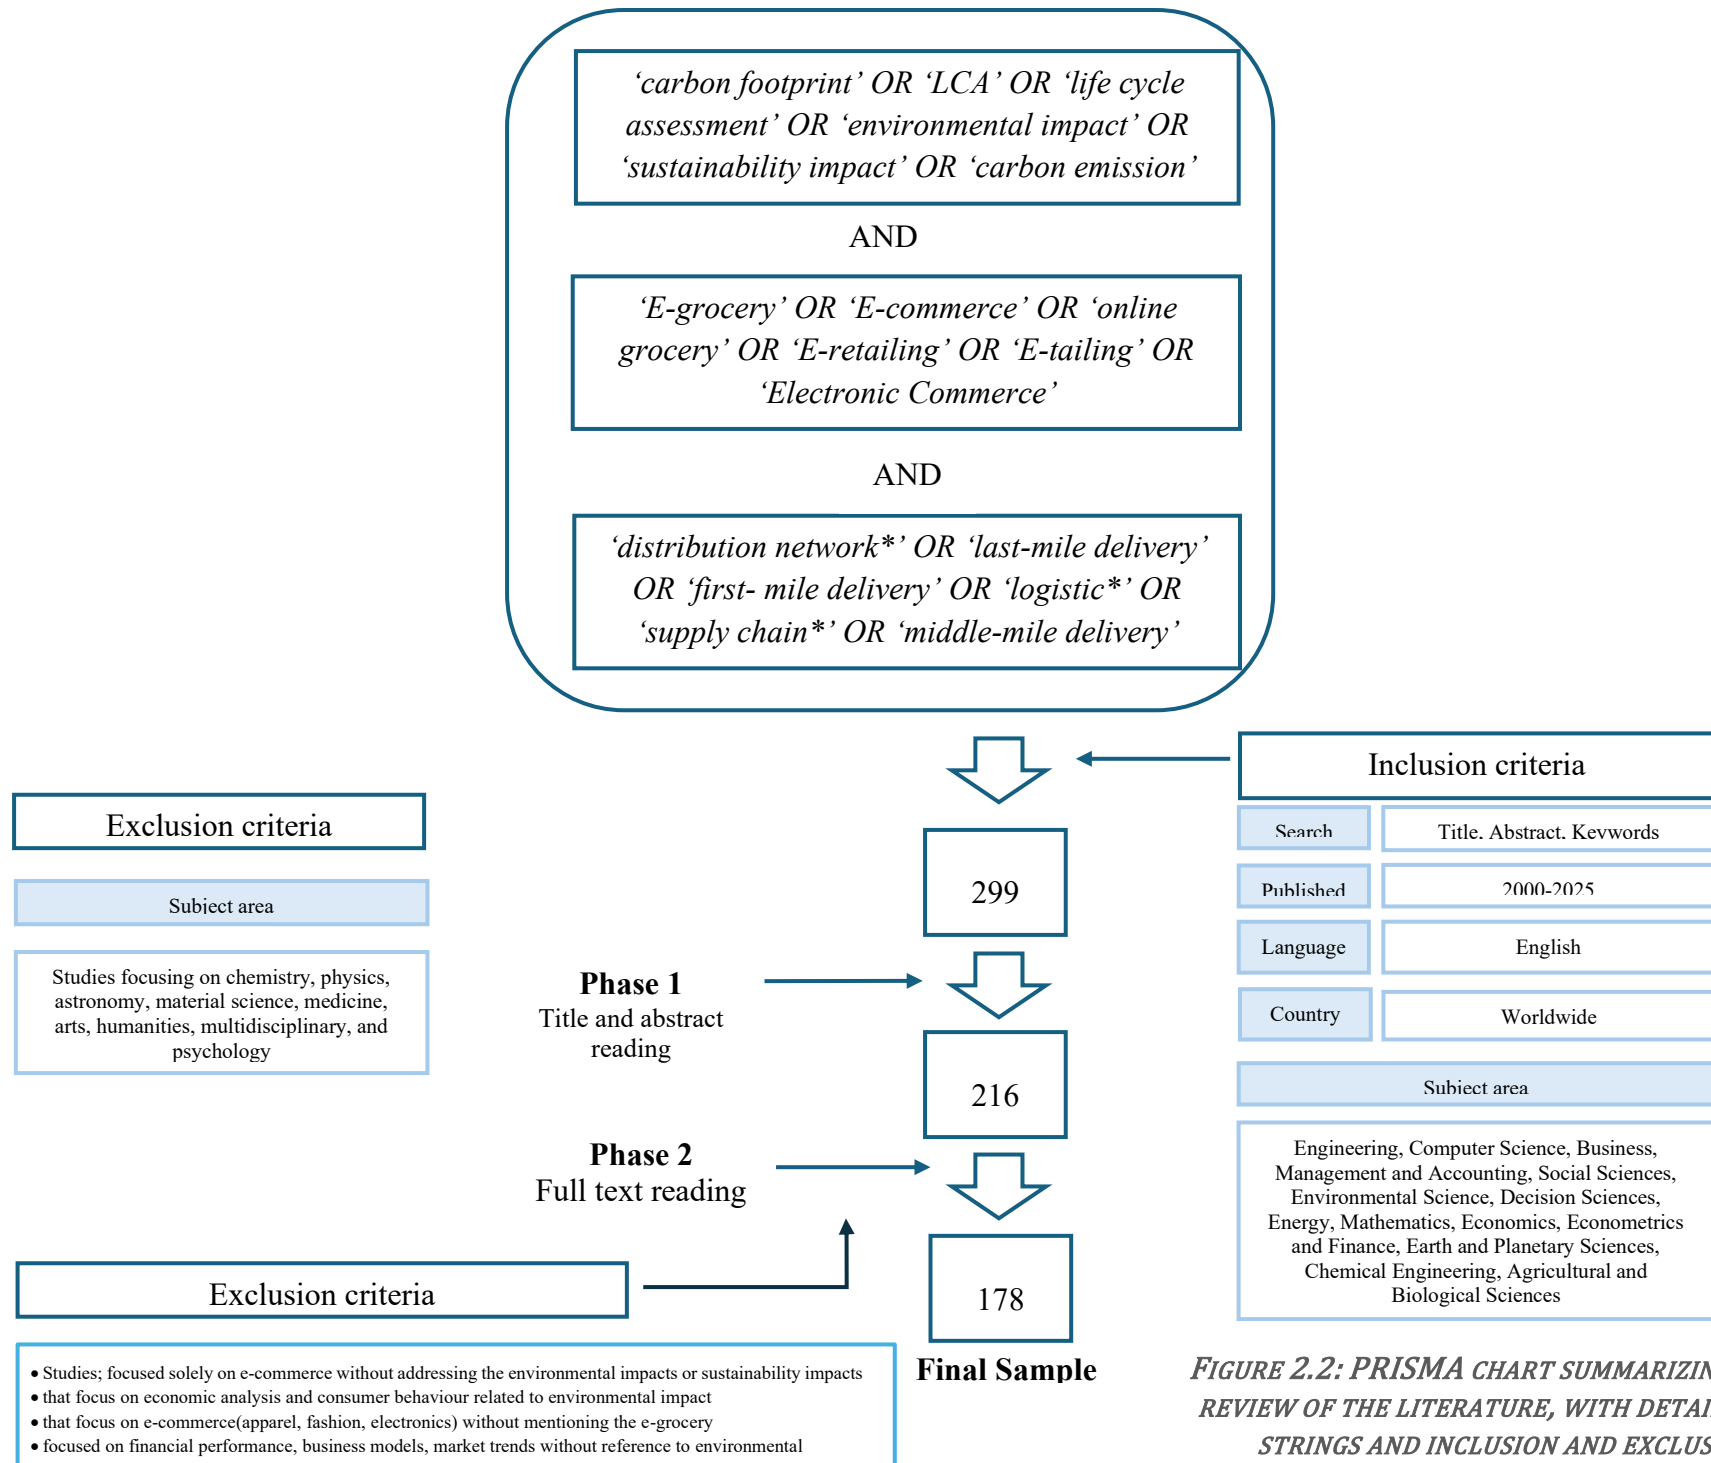 ‘carbon footprint’ OR ‘LCA’ OR ‘life cycle
assessment’ OR ‘environmental impact’ OR
‘sustainability impact’ OR ‘carbon emission’
AND
‘E-grocery’ OR ‘E-commerce’ OR ‘online
grocery’ OR ‘E-retailing’ OR ‘E-tailing’ OR
‘Electronic Commerce’
AND
‘distribution network*’ OR ‘last-mile delivery’
OR ‘first- mile delivery’ OR ‘logistic*’ OR
‘supply chain*’ OR ‘middle-mile delivery’
Inclusion criteria
Search
Title, Abstract, Keywords
Published
2000-2025
Language
English
Country
Worldwide
Subject area
Engineering, Computer Science, Business,
Management and Accounting, Social Sciences,
Environmental Science, Decision Sciences,
Energy, Mathematics, Economics, Econometrics
and Finance, Earth and Planetary Sciences,
Chemical Engineering, Agricultural and
Biological Sciences
Exclusion criteria
Subject area
Studies focusing on chemistry, physics,
astronomy, material science, medicine,
arts, humanities, multidisciplinary, and
psychology
299
Phase 1
Title and abstract
reading
216
Phase 2
Full text reading
178
Final Sample
Exclusion criteria
• Studies; focused solely on e-commerce without addressing the environmental impacts or sustainability impacts
• that focus on economic analysis and consumer behaviour related to environmental impact
• that focus on e-commerce(apparel, fashion, electronics) without mentioning the e-grocery
• focused on financial performance, business models, market trends without reference to environmental
FIGURE 2.2: PRISMA CHART SUMMARIZIN
REVIEW OF THE LITERATURE, WITH DETAI
STRINGS AND INCLUSION AND EXCLUS